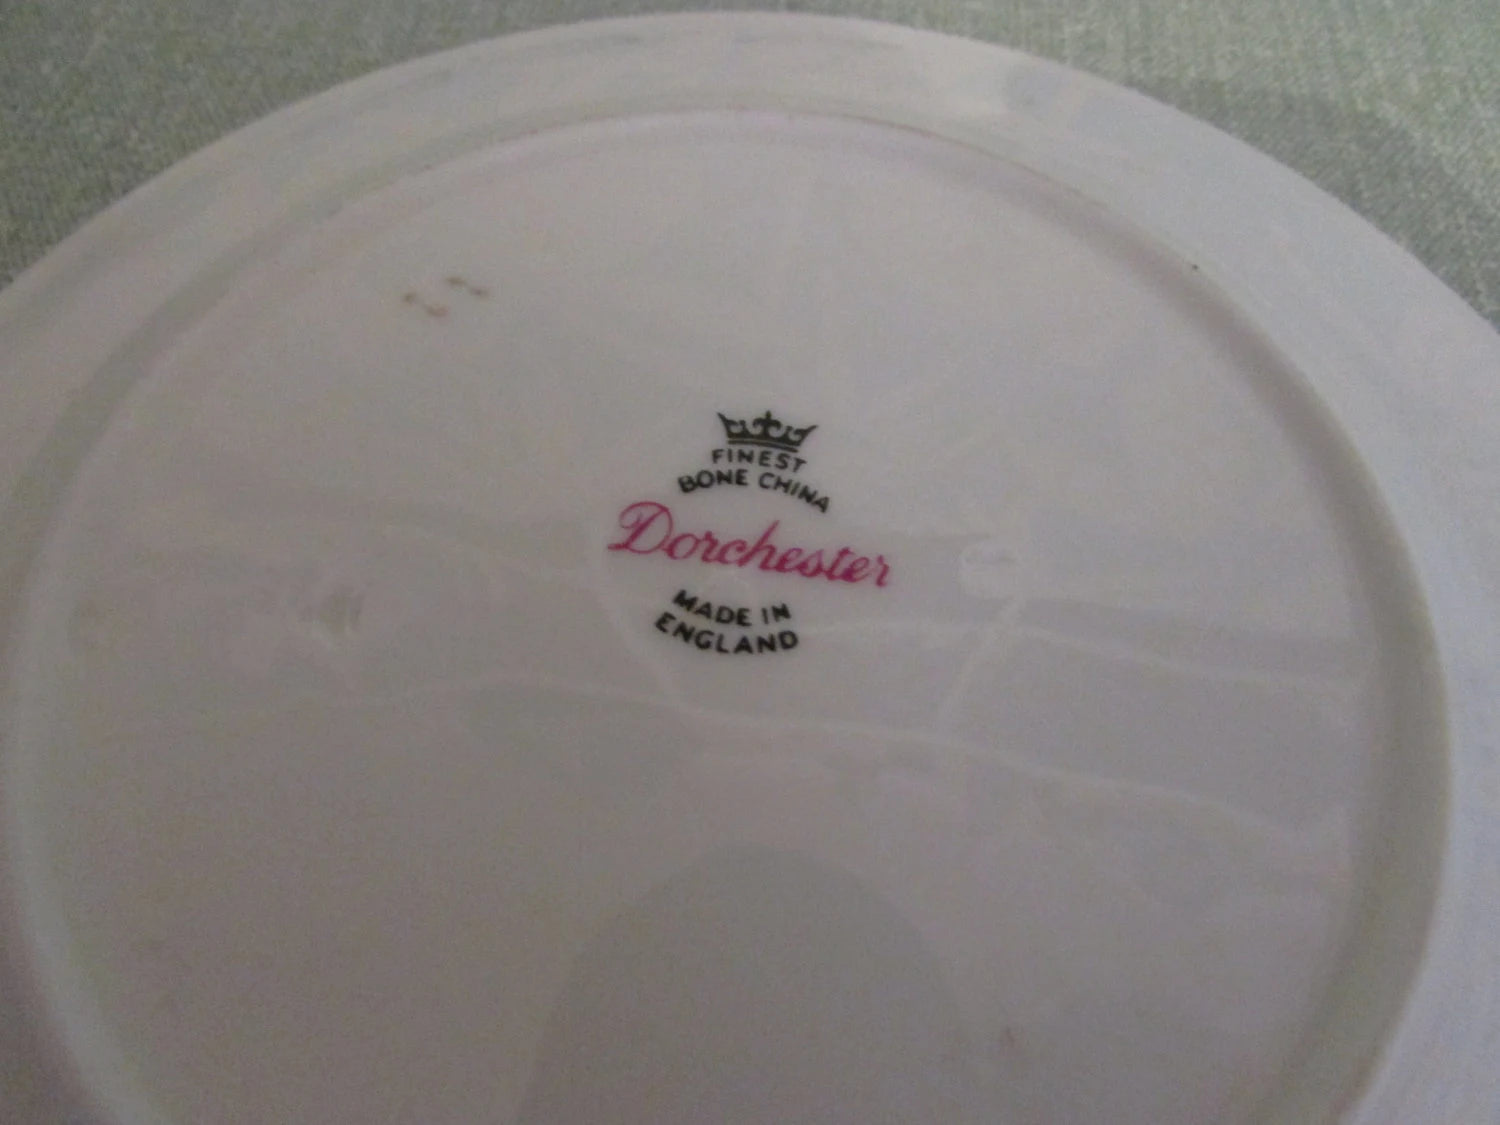 FINEST
BONE CHINA
Dorchester
MADE IN
ENGLAND